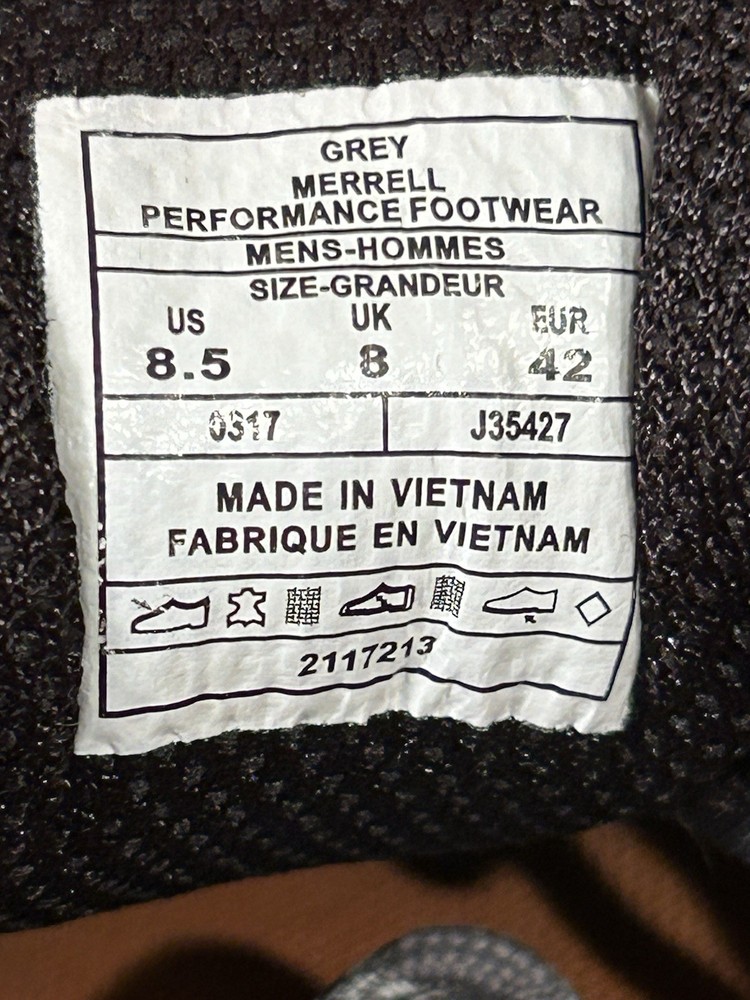 GREY
MERRELL
PERFORMANCE FOOTWEAR
MENS-HOMMES
SIZE-GRANDEUR
US UK EUR
8.5 8 42
0317 J35427
MADE IN VIETNAM
FABRIQUE EN VIETNAM
2117213